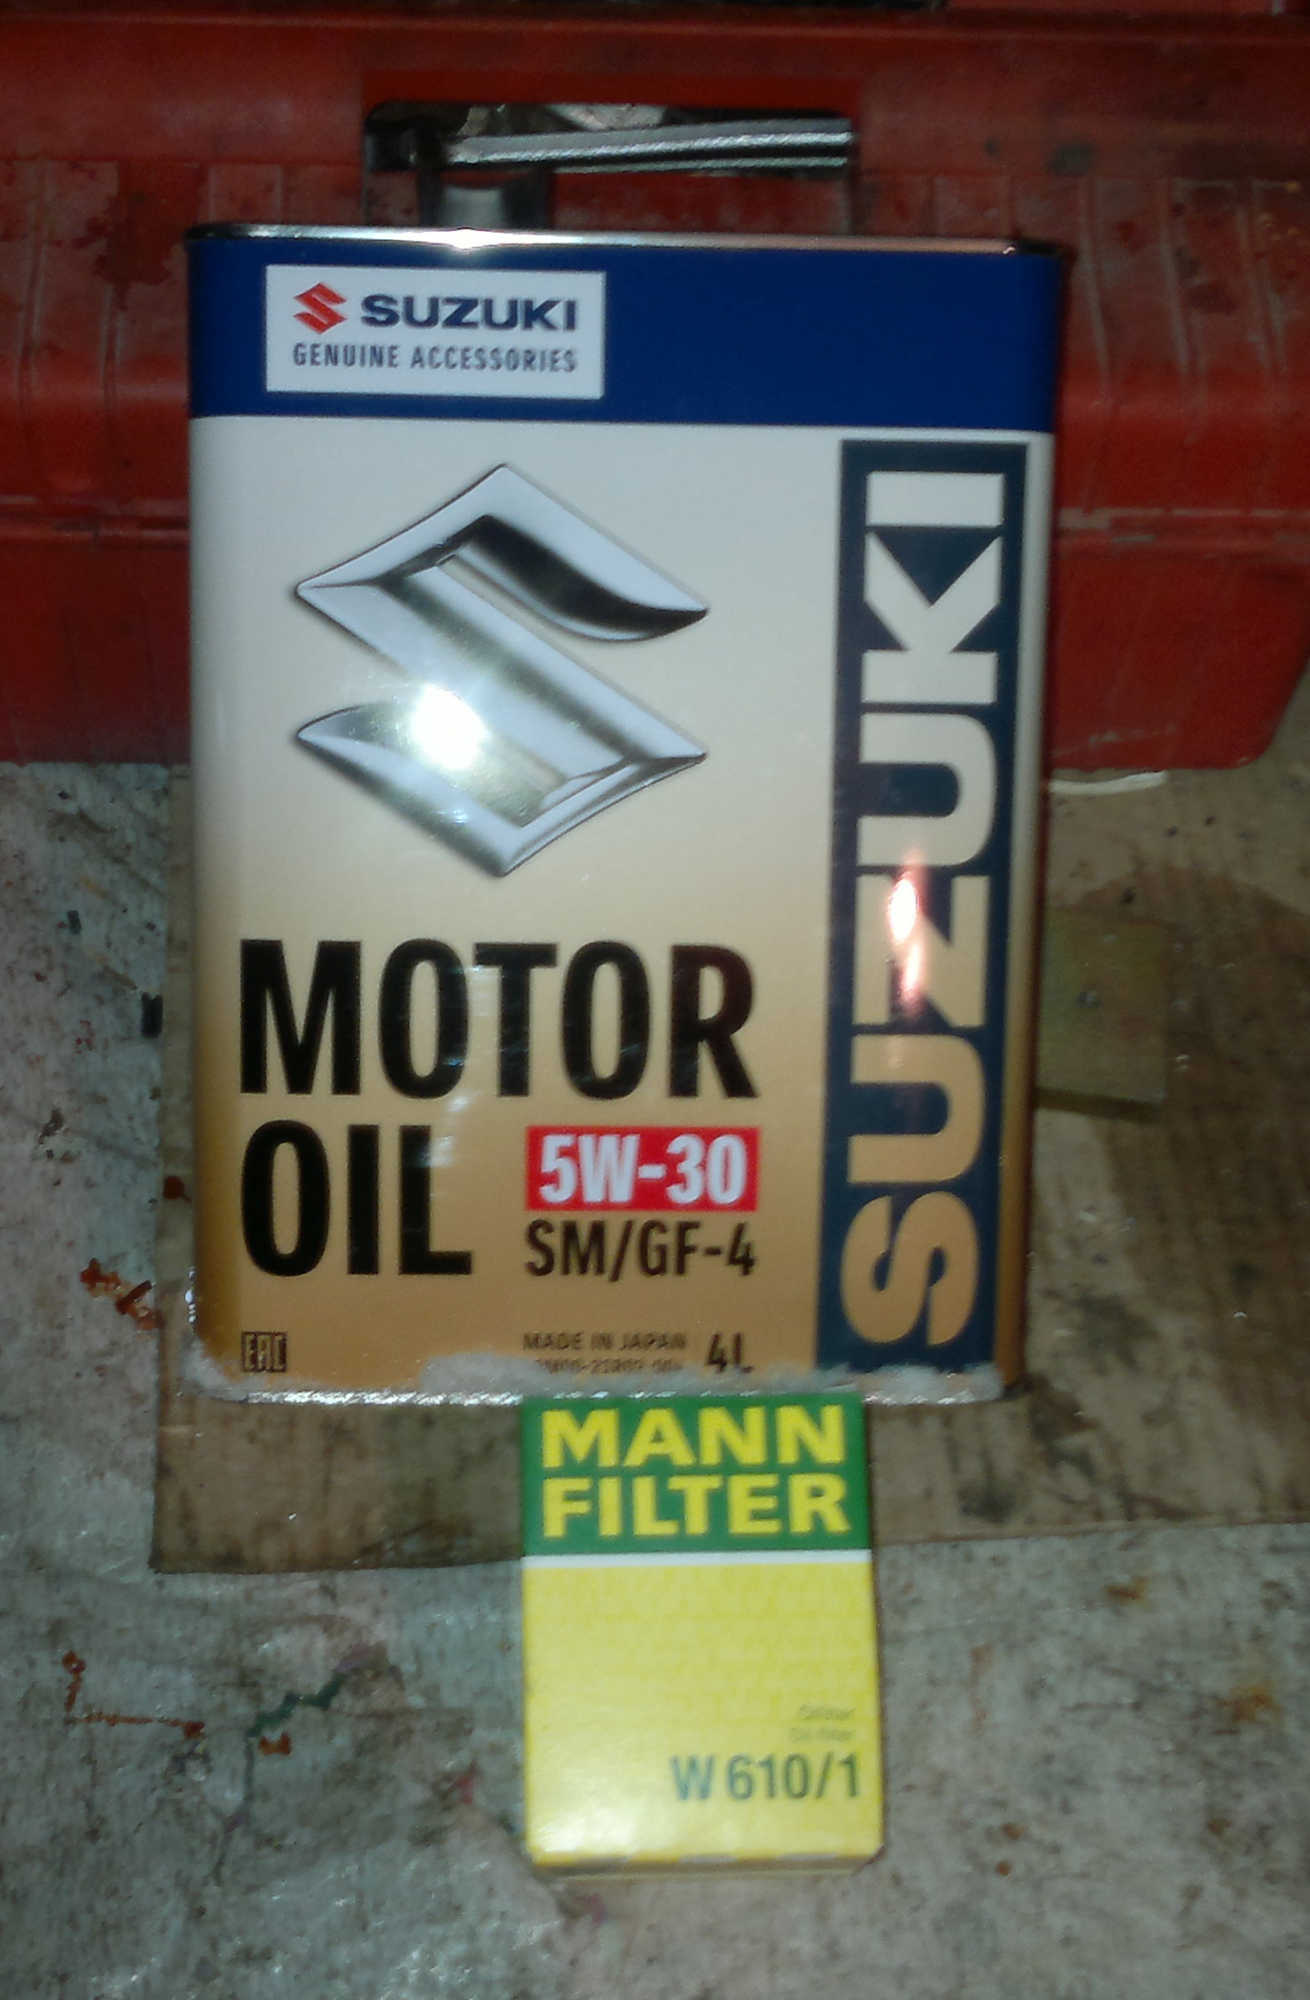 SUZUKI
GENUINE ACCESSORIES
SUZUKI
MOTOR
OIL
5W-30
SM/GF-4
EAC
MADE IN JAPAN
4L
MANN
FILTER
W 610/1